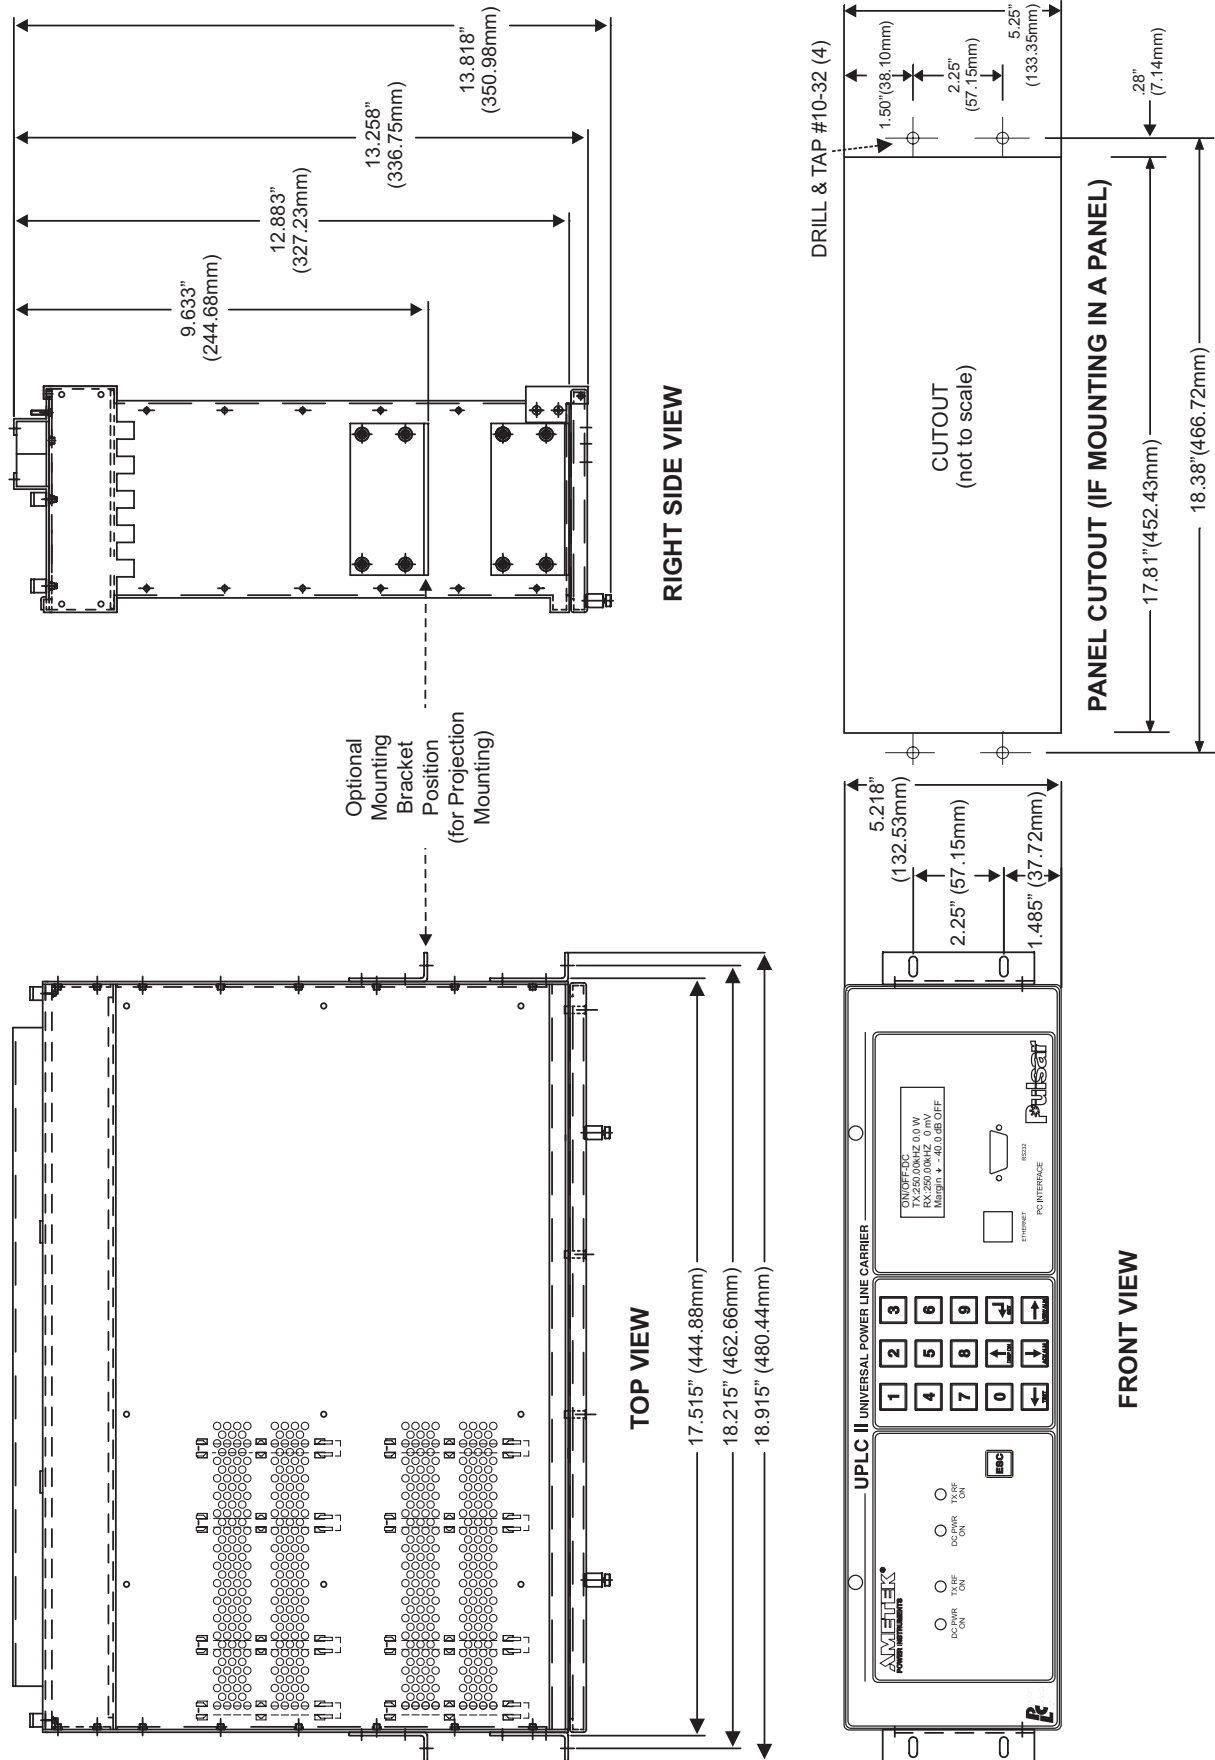 17.515” (444.88mm)
18.215” (462.66mm)
18.915” (480.44mm)
TOP VIEW
Optional
Mounting
Bracket
Position
(for Projection
Mounting)
9.633”
(244.68mm)
12.883”
(327.23mm)
13.258”
(336.75mm)
13.818”
(350.98mm)
RIGHT SIDE VIEW
AMETEK®
POWER INSTRUMENTS
DC PWR
ON
TX RF
ON
DC PWR
ON
TX RF
ON
ESC
UPLC II UNIVERSAL POWER LINE CARRIER
1
2
3
4
5
6
7
8
9
0
ON/OFF-DC
TX:250.00kHZ 0.0 W
RX:250.00kHZ 0 mV
Margin ↓ - 40.0 dB OFF
ETHERNET
RS232
PC INTERFACE
Pulsar
PLC
5.218”
(132.53mm)
2.25” (57.15mm)
1.485” (37.72mm)
FRONT VIEW
DRILL & TAP #10-32 (4)
1.50”(38.10mm)
2.25”
(57.15mm)
5.25”
(133.35mm)
.28”
(7.14mm)
CUTOUT
(not to scale)
PANEL CUTOUT (IF MOUNTING IN A PANEL)
17.81”(452.43mm)
18.38”(466.72mm)